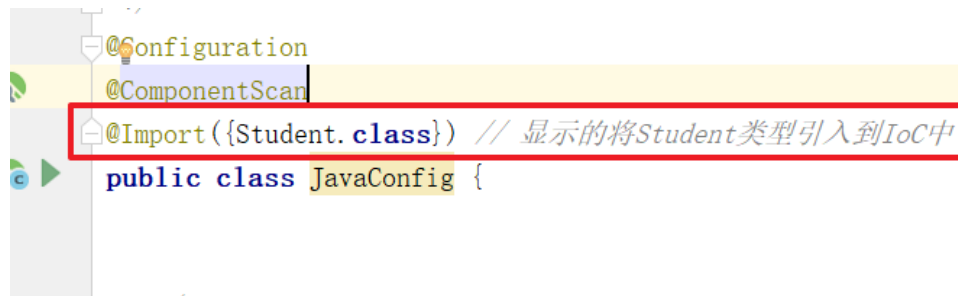 @Configuration
@ComponentScan
@Import({Student.class}) // 显示的将Student类型引入到IoC中
public class JavaConfig {